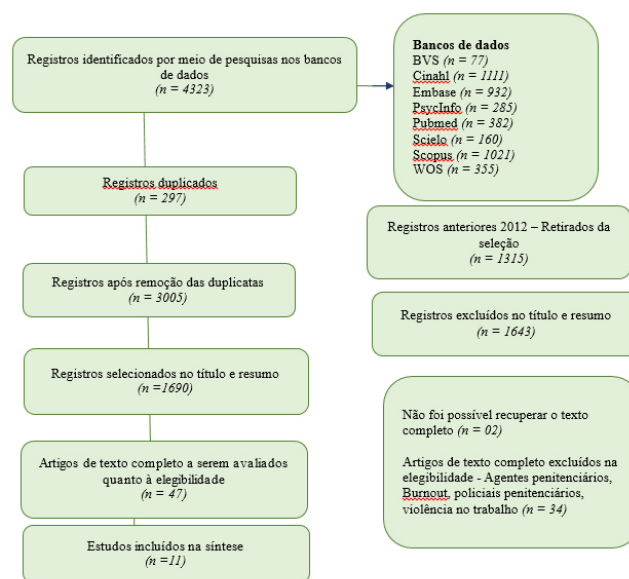 Registros identificados por meio de pesquisas nos bancos
de dados
(n = 4323)
Bancos de dados
BVS (n = 77)
Cinahl (n = 1111)
Embase (n = 932)
PsycInfo (n = 285)
Pubmed (n = 382)
Scielo (n = 160)
Scopus (n = 1021)
WOS (n = 355)
Registros duplicados
(n = 297)
Registros anteriores 2012 – Retirados da
seleção
(n = 1315)
Registros após remoção das duplicatas
(n = 3005)
Registros excluídos no título e resumo
(n = 1643)
Registros selecionados no título e resumo
(n =1690)
Não foi possível recuperar o texto
completo (n = 02)
Artigos de texto completo excluídos na
elegibilidade - Agentes penitenciários,
Burnout, policiais penitenciários,
violência no trabalho (n = 34)
Artigos de texto completo a serem avaliados
quanto à elegibilidade
(n = 47)
Estudos incluídos na síntese
(n =11)